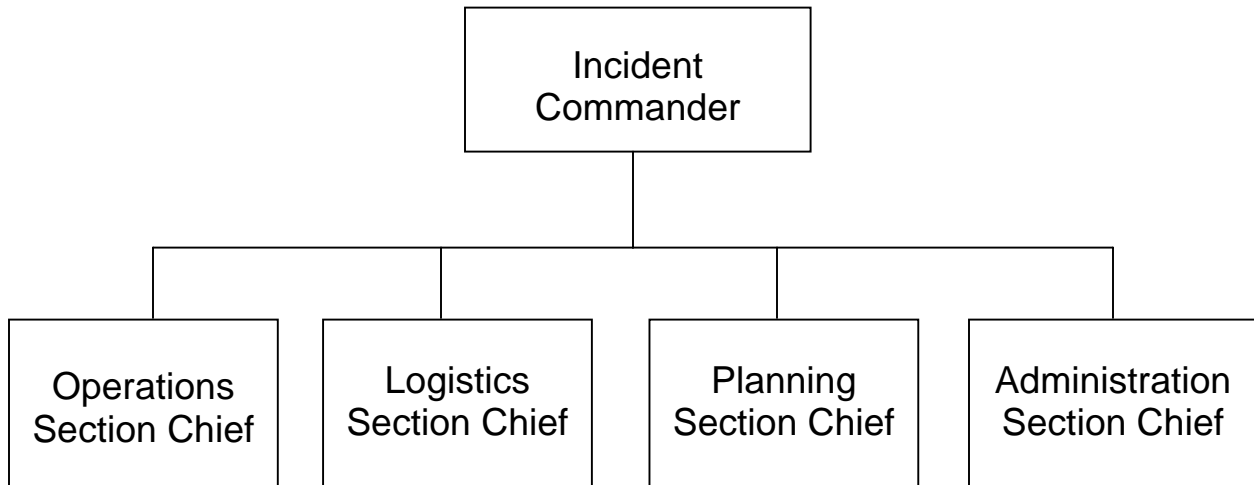 Incident
Commander
Operations
Section Chief
Logistics
Section Chief
Planning
Section Chief
Administration
Section Chief